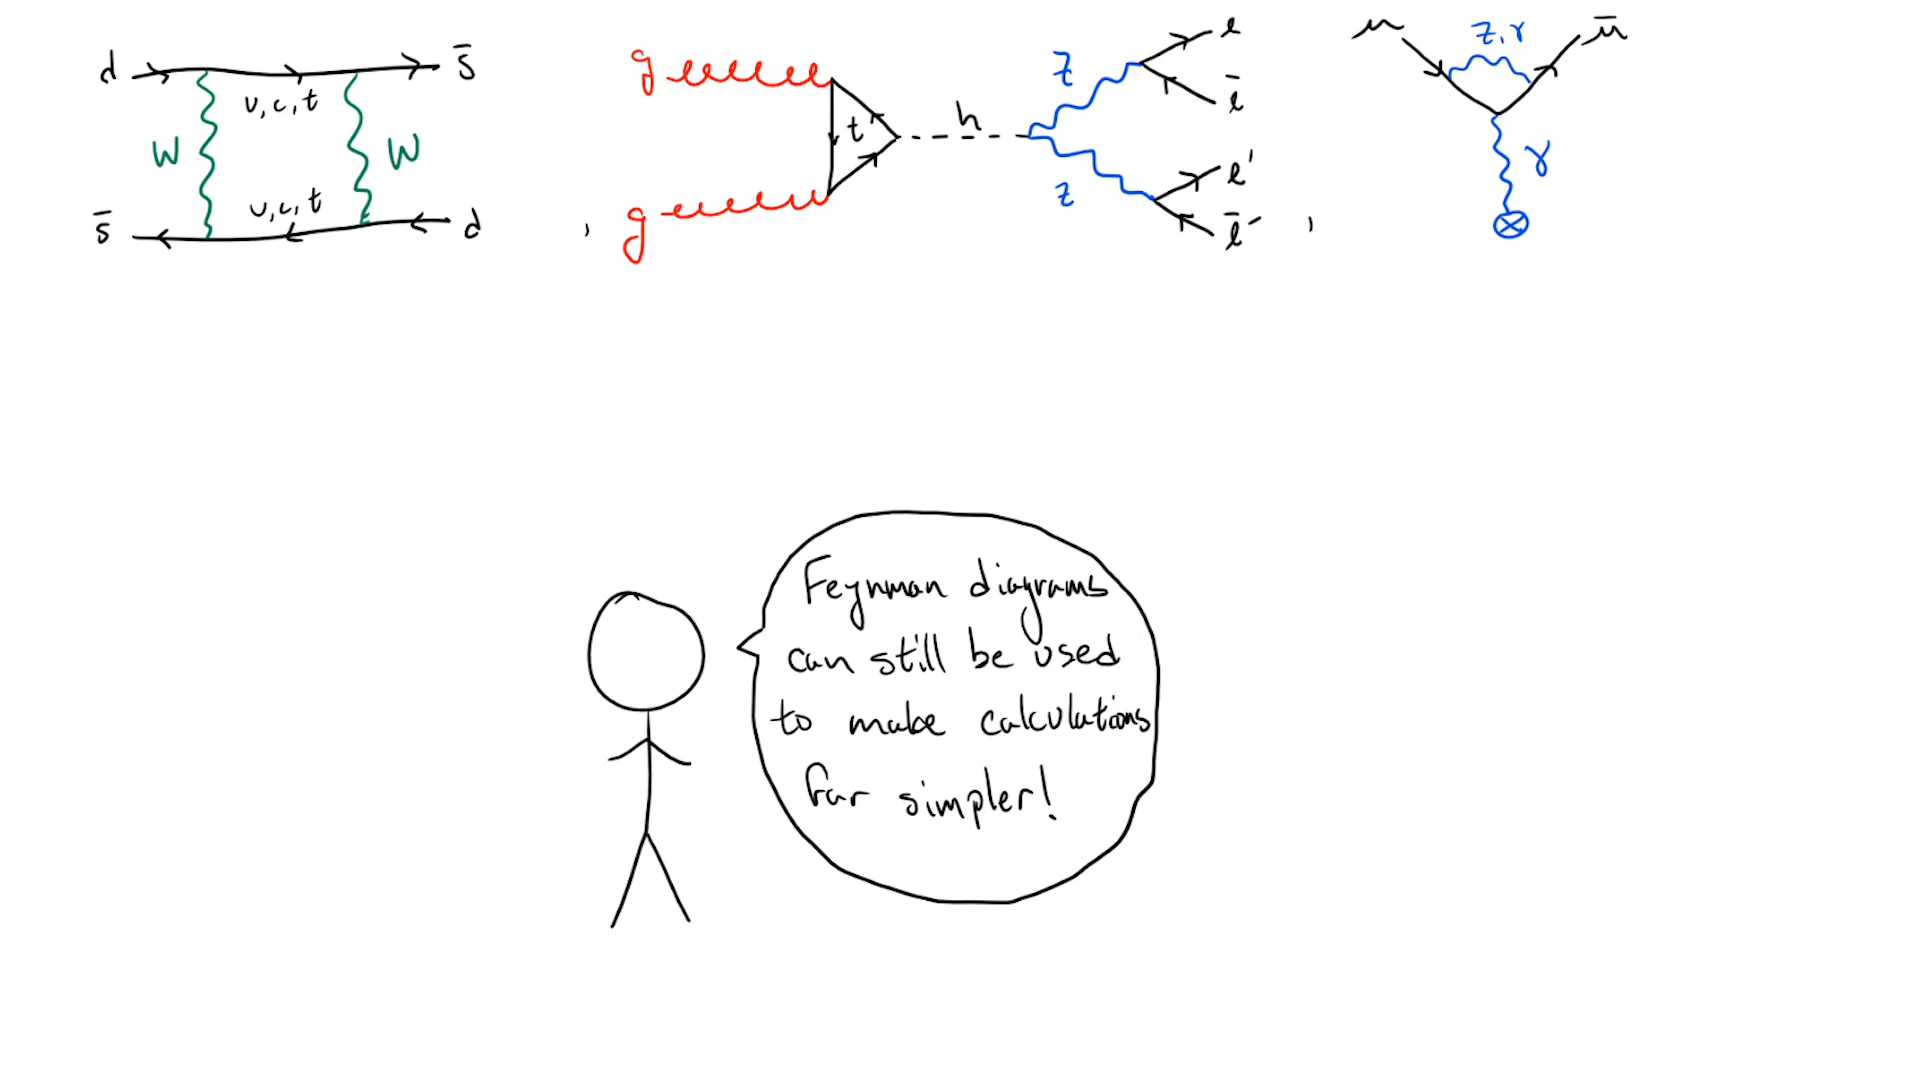 d s̄
u, c, t
W W
u, c, t
s̄ d
,
g
t
g
h
Z
Z
l
l̄
l'
l̄'
,
μ μ̄
Z, γ
γ
Feynman diagrams
can still be used
to make calculations
far simpler!